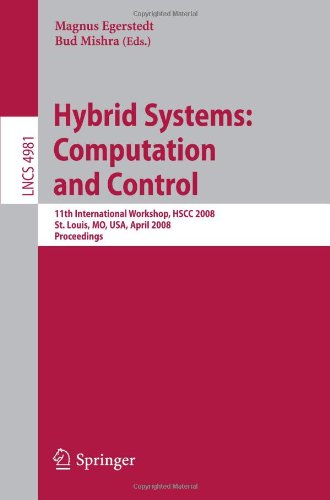 Magnus Egerstedt
Bud Mishra (Eds.)
LNCS 4981
Hybrid Systems:
Computation
and Control
11th International Workshop, HSCC 2008
St. Louis, MO, USA, April 2008
Proceedings
Springer